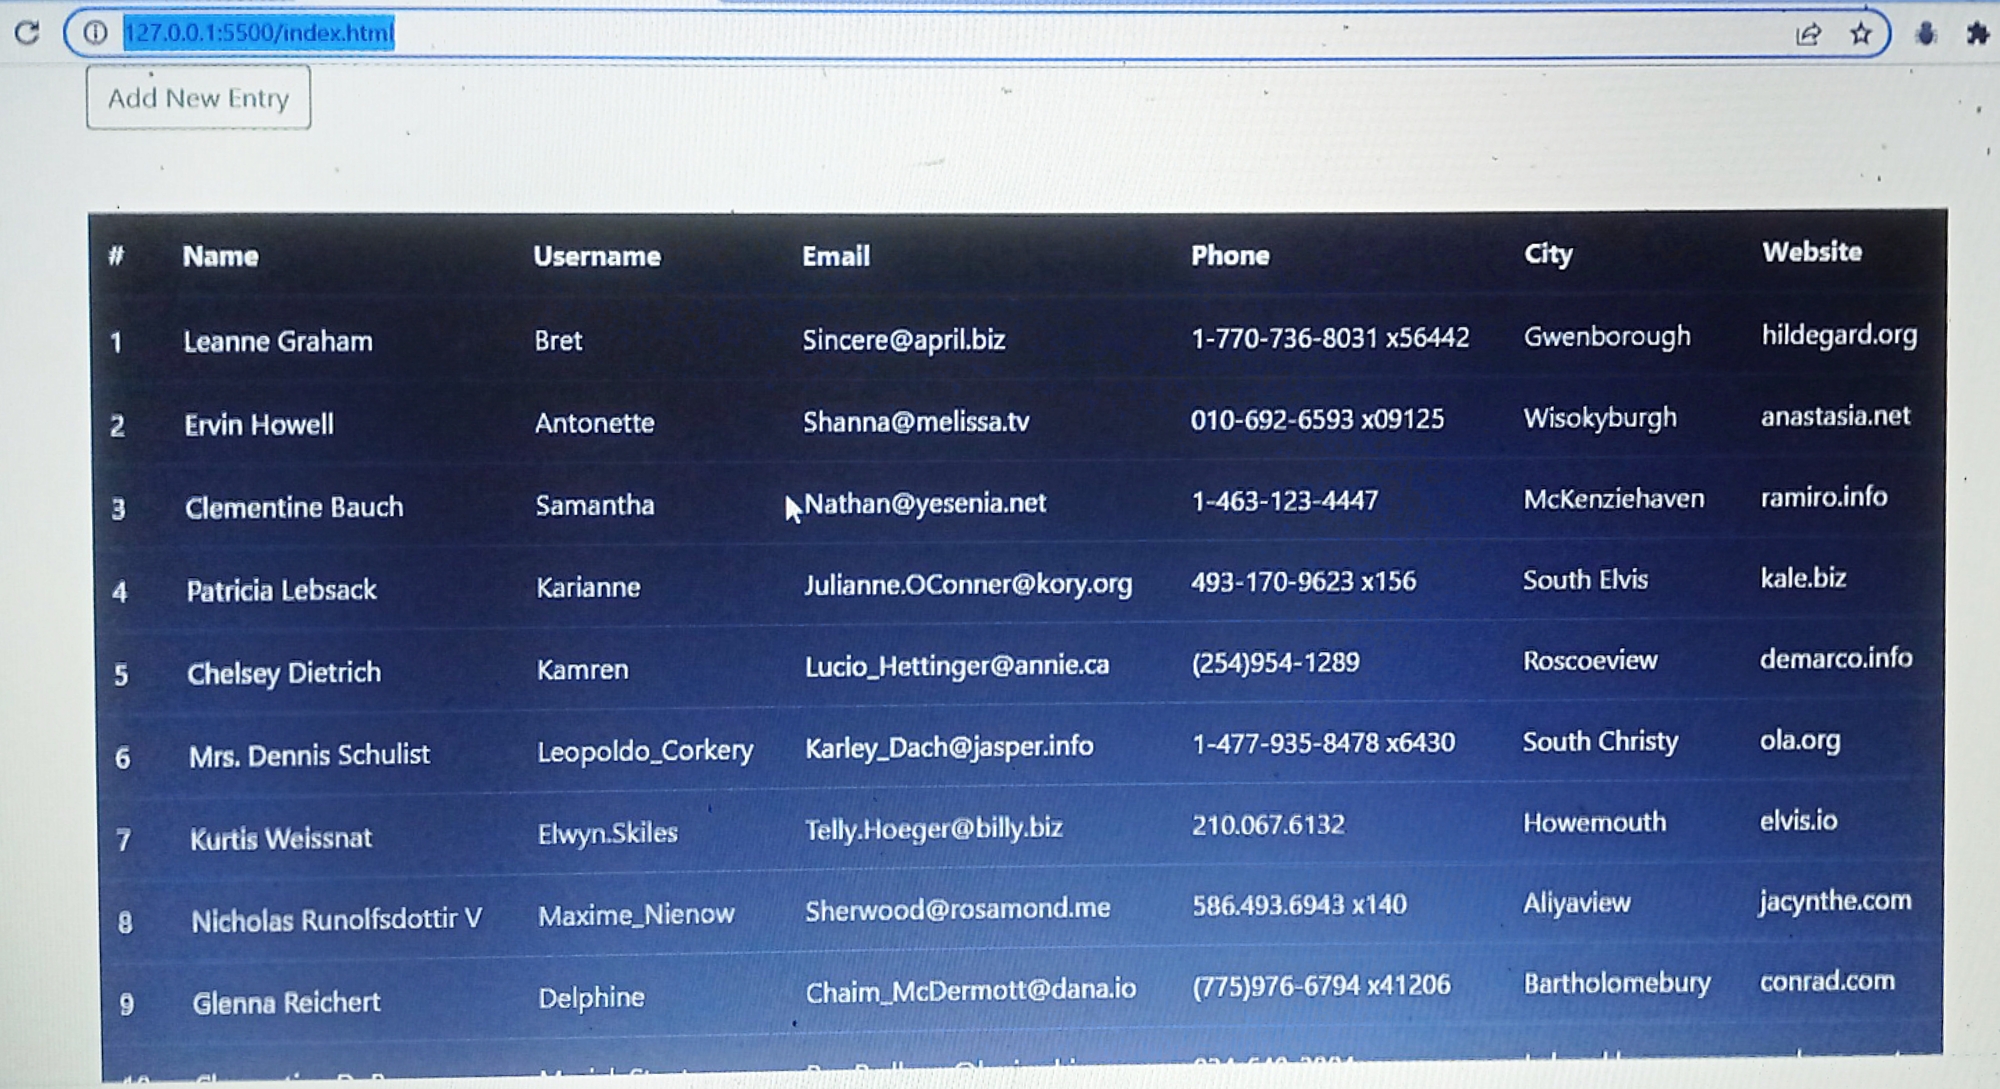 127.0.0.1:5500/index.html
Add New Entry
# Name Username Email Phone City Website
1 Leanne Graham Bret Sincere@april.biz 1-770-736-8031 x56442 Gwenborough hildegard.org
2 Ervin Howell Antonette Shanna@melissa.tv 010-692-6593 x09125 Wisokyburgh anastasia.net
3 Clementine Bauch Samantha Nathan@yesenia.net 1-463-123-4447 McKenziehaven ramiro.info
4 Patricia Lebsack Karianne Julianne.OConner@kory.org 493-170-9623 x156 South Elvis kale.biz
5 Chelsey Dietrich Kamren Lucio_Hettinger@annie.ca (254)954-1289 Roscoeview demarco.info
6 Mrs. Dennis Schulist Leopoldo_Corkery Karley_Dach@jasper.info 1-477-935-8478 x6430 South Christy ola.org
7 Kurtis Weissnat Elwyn.Skiles Telly.Hoeger@billy.biz 210.067.6132 Howemouth elvis.io
8 Nicholas Runolfsdottir V Maxime_Nienow Sherwood@rosamond.me 586.493.6943 x140 Aliyaview jacynthe.com
9 Glenna Reichert Delphine Chaim_McDermott@dana.io (775)976-6794 x41206 Bartholomebury conrad.com